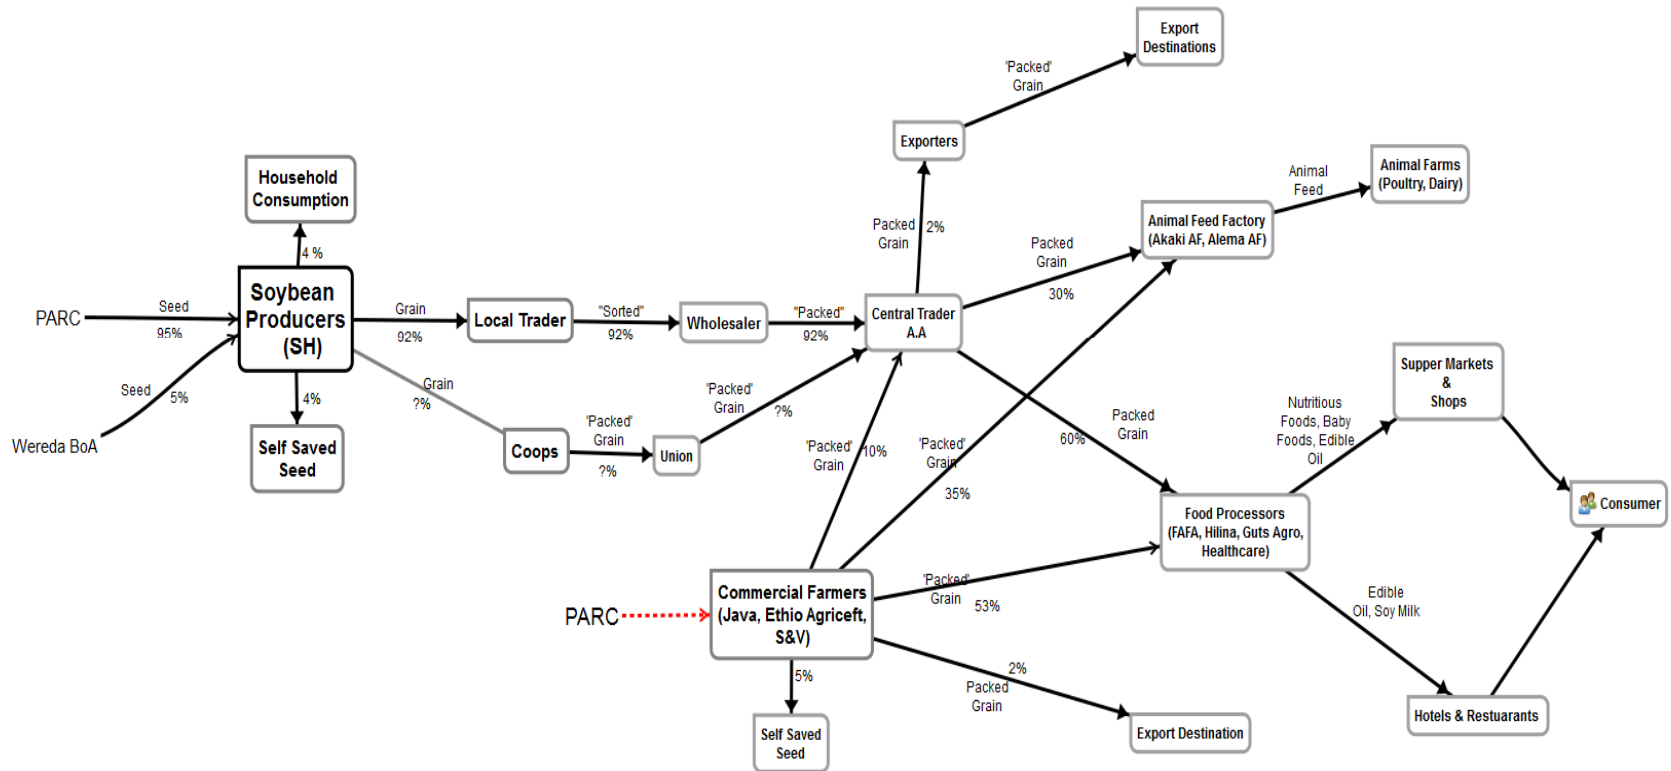 Export
Destinations
'Packed'
Grain
Exporters
Animal
Feed
Animal Farms
(Poultry, Dairy)
Household
Consumption
Packed
Grain
2%
Animal Feed Factory
(Akaki AF, Alema AF)
4 %
Packed
Grain
30%
PARC
Seed
95%
Soybean
Producers
(SH)
Grain
92%
Local Trader
"Sorted"
92%
Wholesaler
"Packed"
92%
Central Trader
A.A
Seed
5%
Wereda BoA
4%
Self Saved
Seed
Grain
?%
Coops
'Packed'
Grain
?%
Union
'Packed'
Grain
?%
'Packed'
Grain
10%
'Packed'
Grain
35%
60%
Packed
Grain
Nutritious
Foods, Baby
Foods, Edible
Oil
Supper Markets
&
Shops
Consumer
Food Processors
(FAFA, Hilina, Guts Agro,
Healthcare)
PARC
Commercial Farmers
(Java, Ethio Agriceft,
S&V)
'Packed'
Grain
53%
Edible
Oil, Soy Milk
5%
Self Saved
Seed
2%
Packed
Grain
Export Destination
Hotels & Restuarants